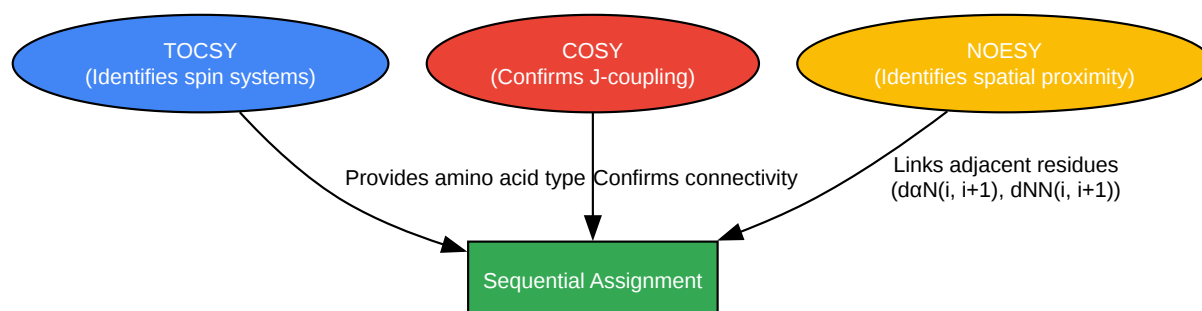 TOCSY
(Identifies spin systems)
COSY
(Confirms J-coupling)
NOESY
(Identifies spatial proximity)
Provides amino acid type
Confirms connectivity
Links adjacent residues
(dαN(i, i+1), dNN(i, i+1))
Sequential Assignment